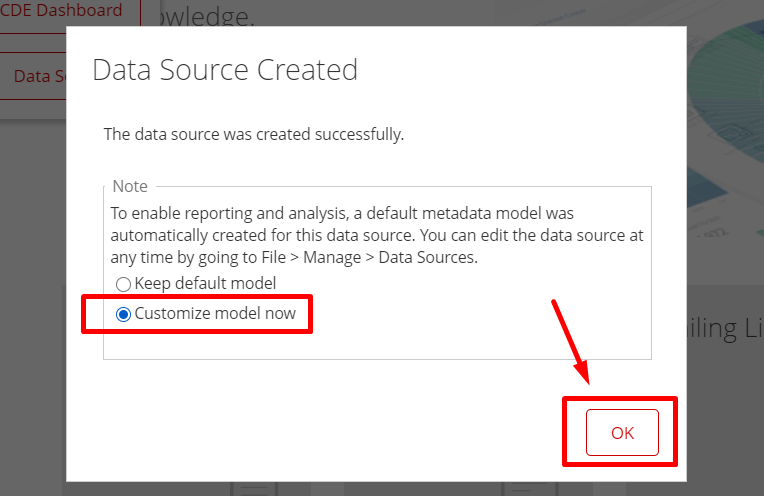 CDE Dashboard
owledge.
Data So
Data Source Created
The data source was created successfully.
Note
To enable reporting and analysis, a default metadata model was
automatically created for this data source. You can edit the data source at
any time by going to File > Manage > Data Sources.
Keep default model
Customize model now
iling Li
OK